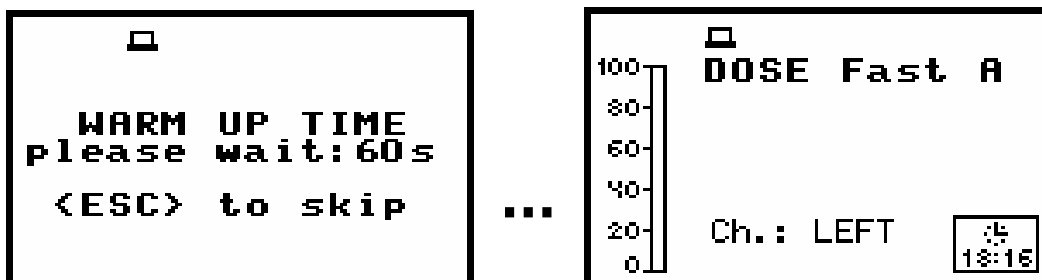 WARM UP TIME
please wait:60s
<ESC> to skip
...
DOSE Fast A
100
80
60
40
20
0
Ch.: LEFT
18:16